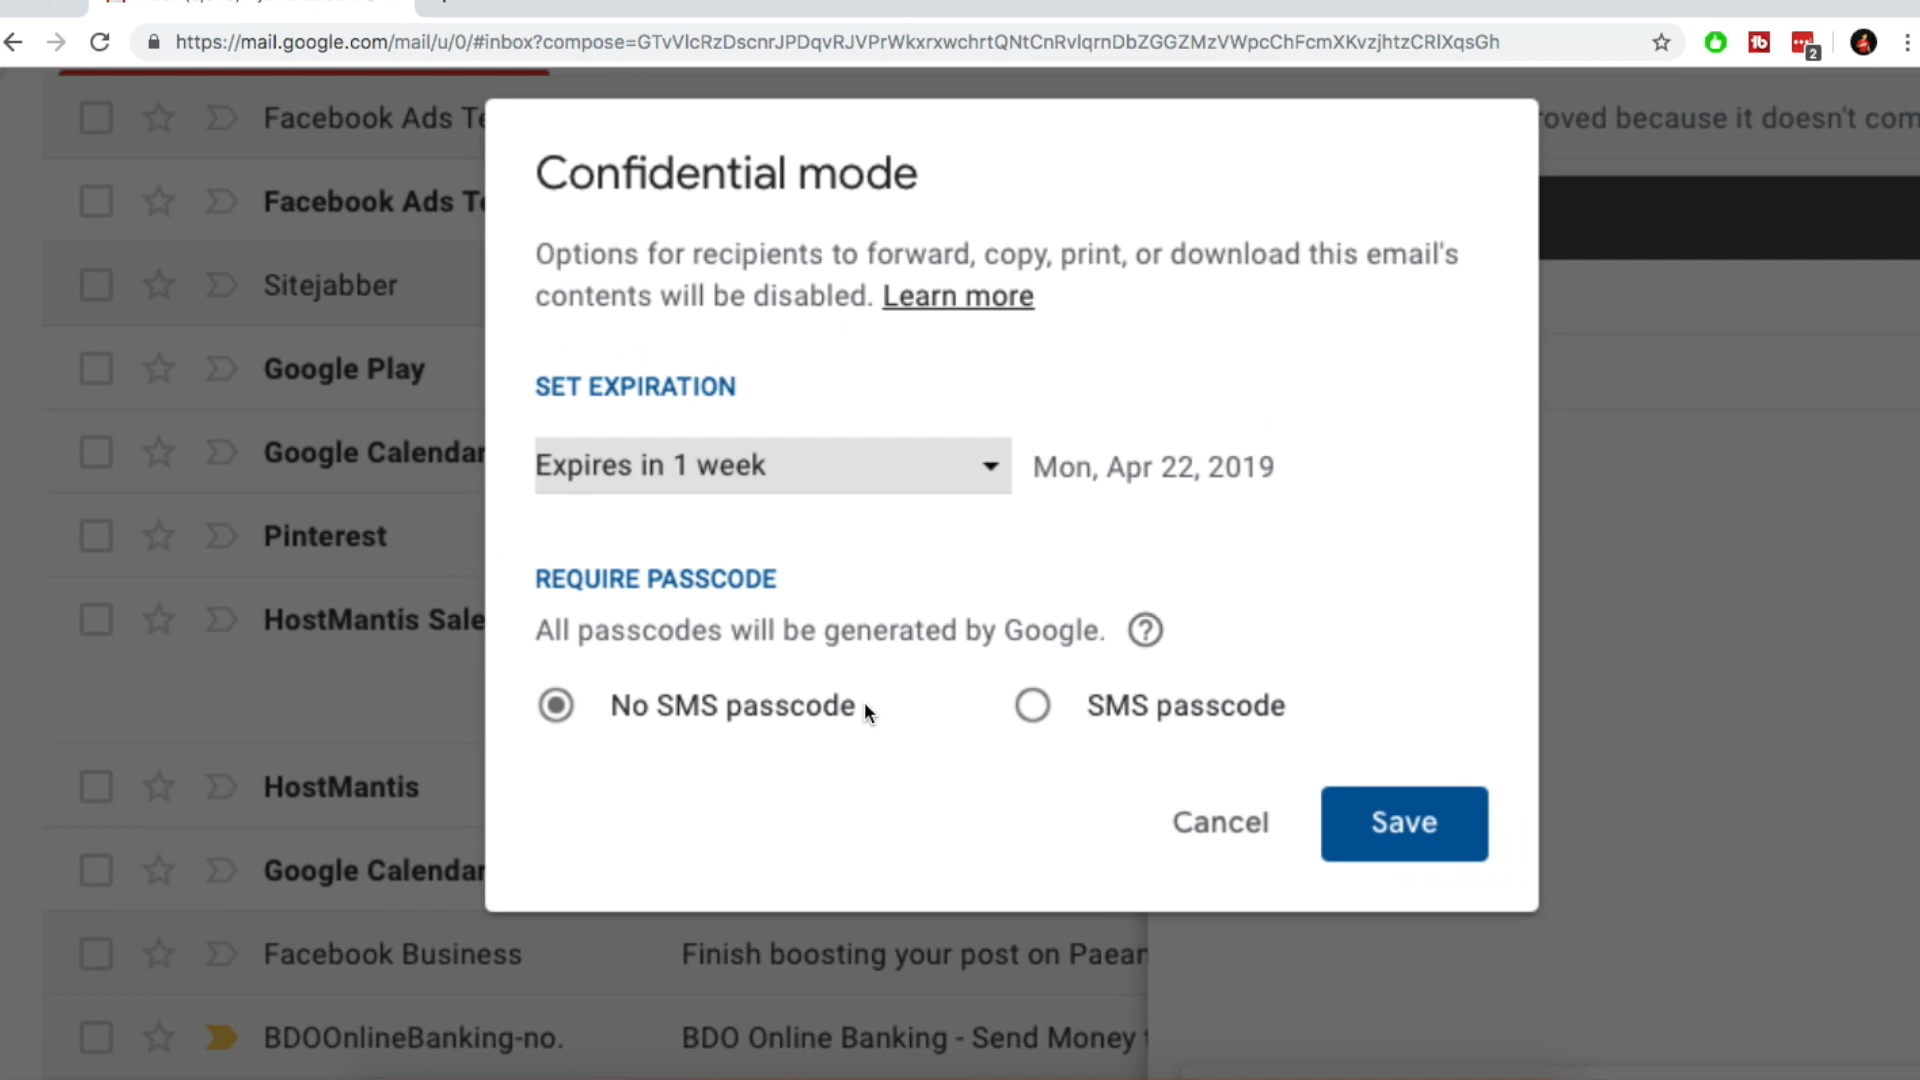 https://mail.google.com/mail/u/0/#inbox?compose=GTvVlcRzDscnrJPDqvRJVPrWkxrxwchrtQNtCnRvlqrnDbZGGZMzVWpcChFcmXKvzjhtzCRlXqsGh
2
Facebook Ads Te
roved because it doesn't com
Confidential mode
Facebook Ads Te
Options for recipients to forward, copy, print, or download this email's
contents will be disabled. Learn more
Sitejabber
Google Play
SET EXPIRATION
Google Calendar
Expires in 1 week
Mon, Apr 22, 2019
Pinterest
REQUIRE PASSCODE
HostMantis Sale
All passcodes will be generated by Google. ?
No SMS passcode
SMS passcode
HostMantis
Cancel
Save
Google Calendar
Facebook Business
Finish boosting your post on Paean
BDOOnlineBanking-no.
BDO Online Banking - Send Money